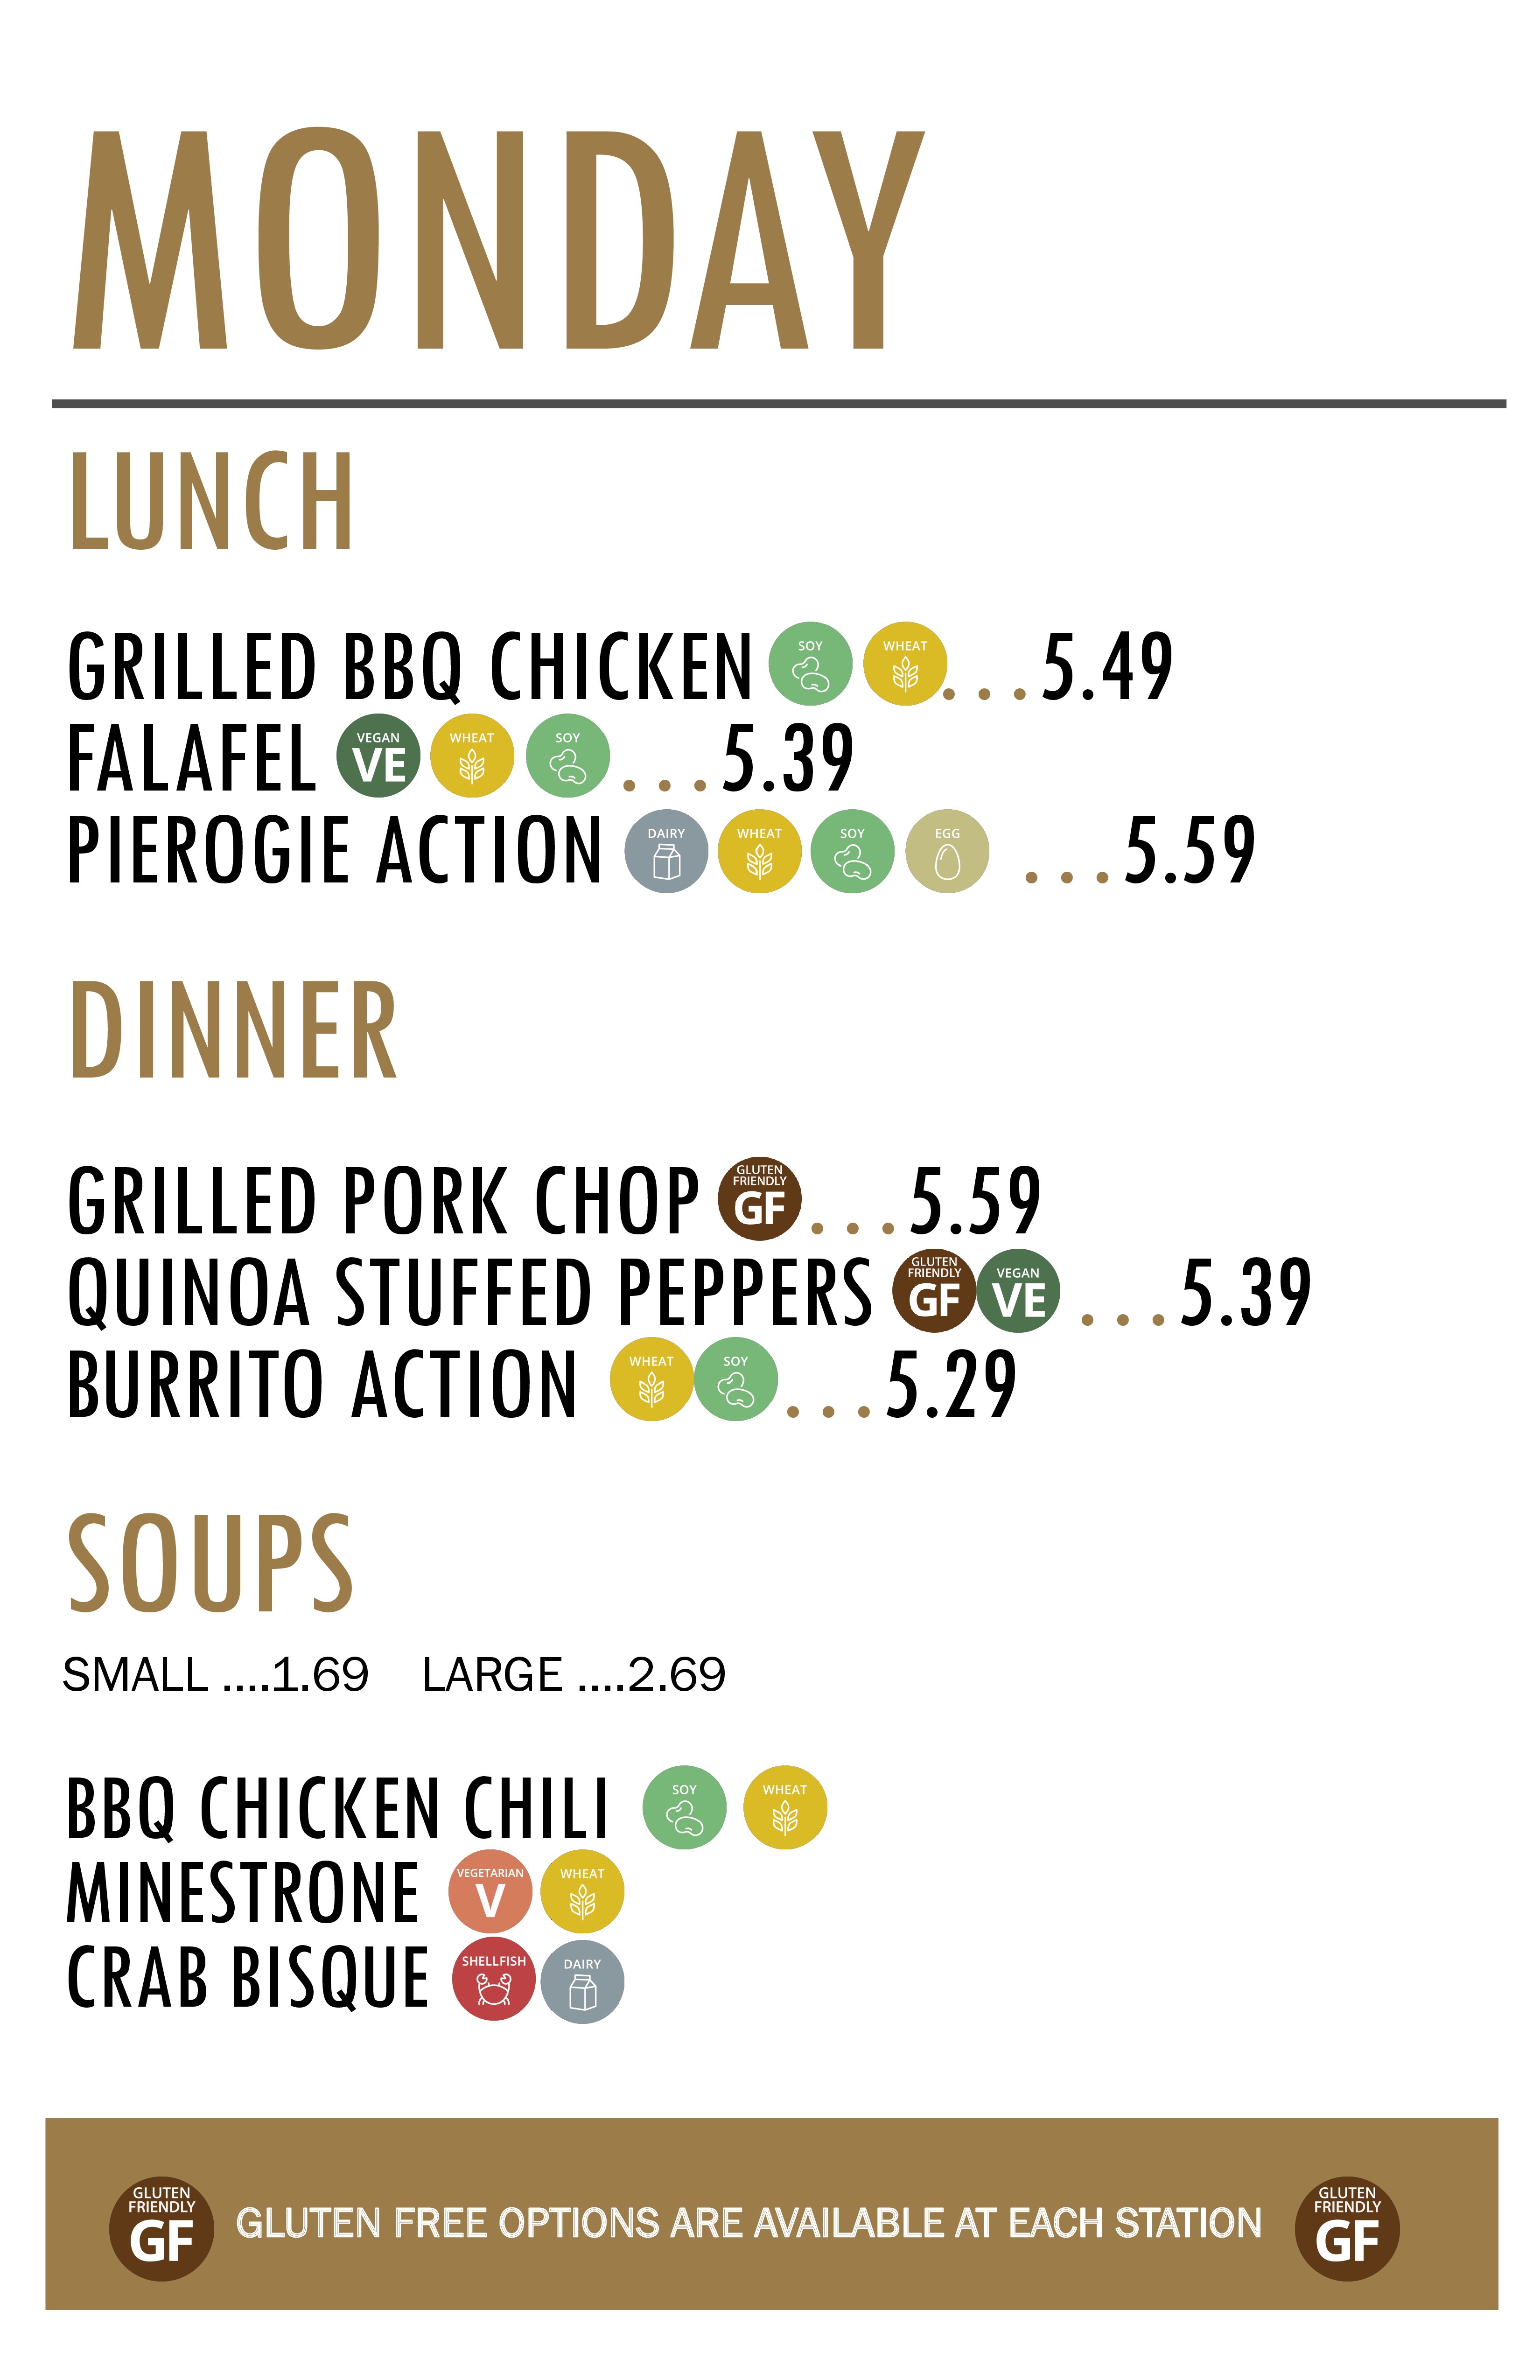 MONDAY
LUNCH
GRILLED BBQ CHICKEN SOY WHEAT...5.49
FALAFEL VEGAN VE WHEAT SOY ...5.39
PIEROGIE ACTION DAIRY WHEAT SOY EGG ...5.59
DINNER
GRILLED PORK CHOP GLUTEN FRIENDLY GF ...5.59
QUINOA STUFFED PEPPERS GLUTEN FRIENDLY GF VEGAN VE ...5.39
BURRITO ACTION WHEAT SOY ...5.29
SOUPS
SMALL ....1.69 LARGE ....2.69
BBQ CHICKEN CHILI SOY WHEAT
MINESTRONE VEGETARIAN V WHEAT
CRAB BISQUE SHELLFISH DAIRY
GLUTEN FRIENDLY GF GLUTEN FREE OPTIONS ARE AVAILABLE AT EACH STATION GLUTEN FRIENDLY GF